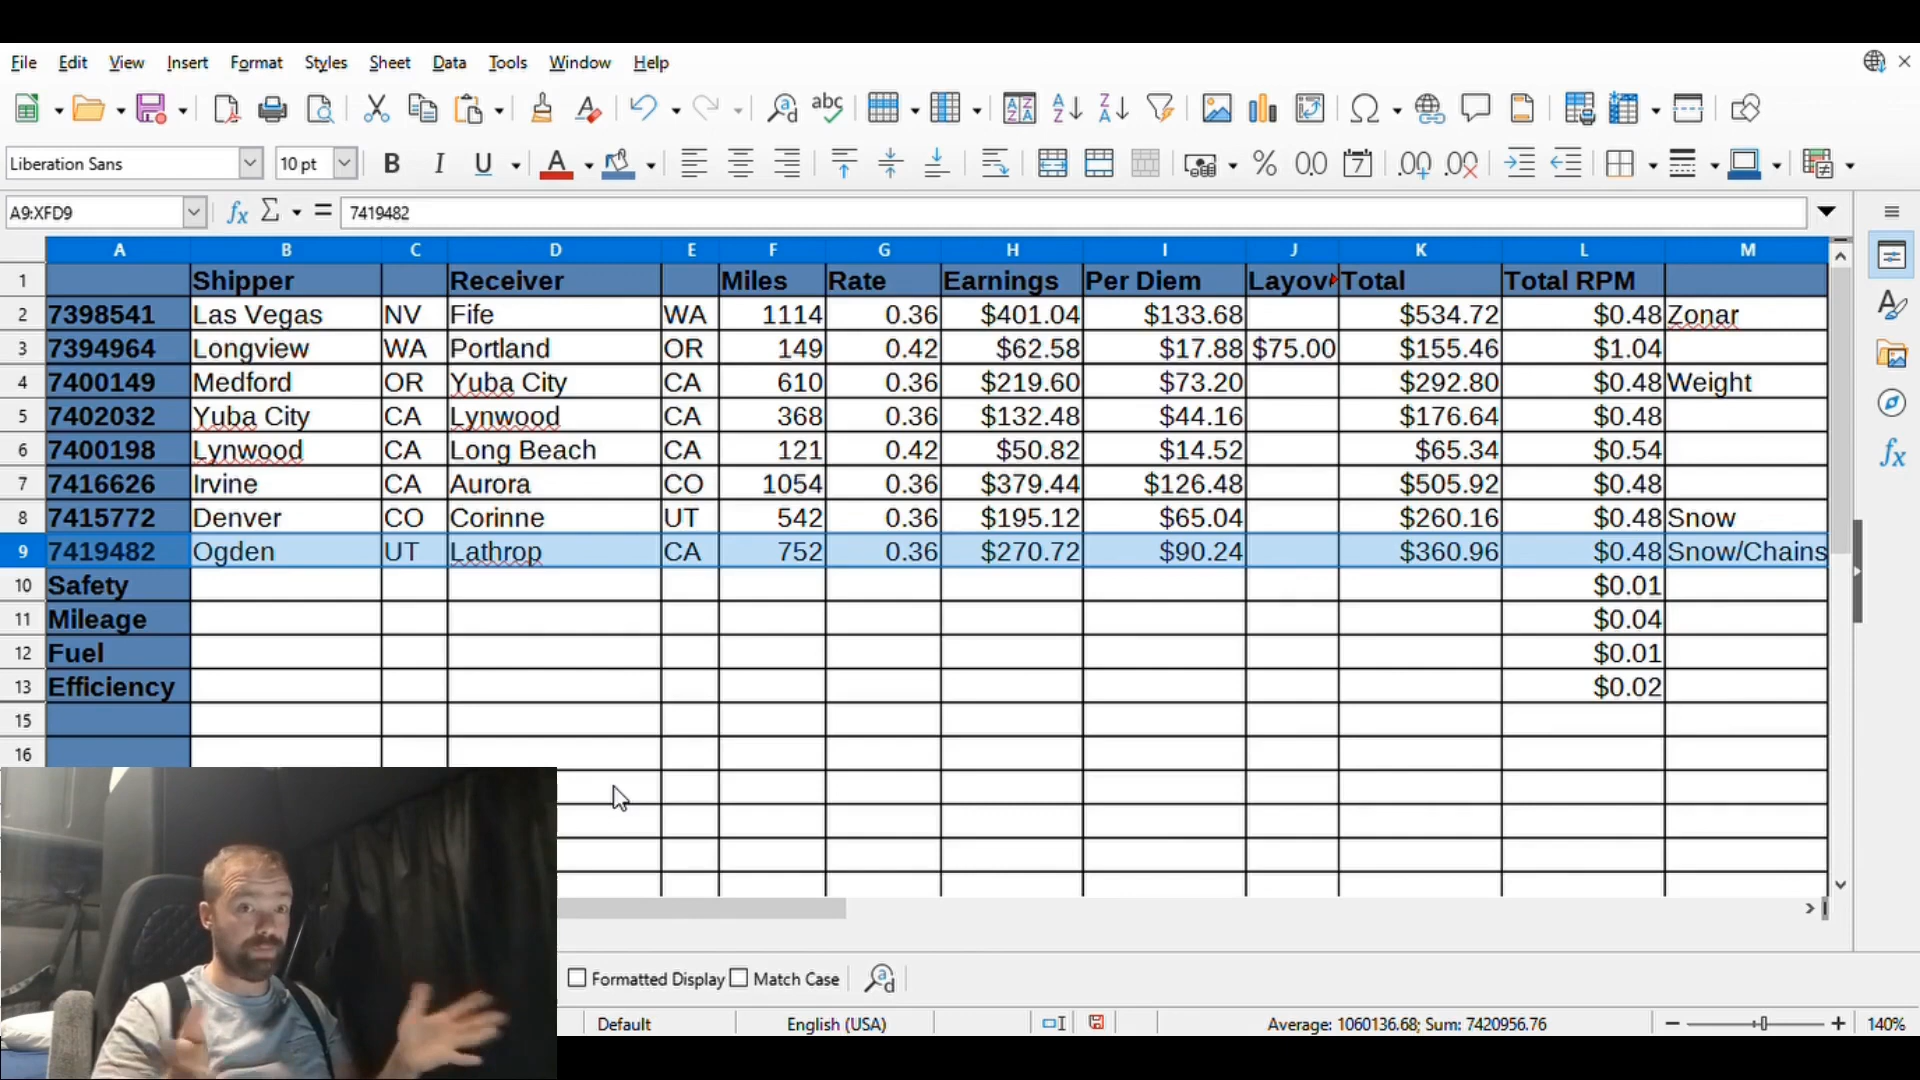 File Edit View Insert Format Styles Sheet Data Tools Window Help
Liberation Sans 10 pt
A9:XFD9 7419482
A B C D E F G H I J K L M
1 Shipper Receiver Miles Rate Earnings Per Diem Layov Total Total RPM
2 7398541 Las Vegas NV Fife WA 1114 0.36 $401.04 $133.68 $534.72 $0.48 Zonar
3 7394964 Longview WA Portland OR 149 0.42 $62.58 $17.88 $75.00 $155.46 $1.04
4 7400149 Medford OR Yuba City CA 610 0.36 $219.60 $73.20 $292.80 $0.48 Weight
5 7402032 Yuba City CA Lynwood CA 368 0.36 $132.48 $44.16 $176.64 $0.48
6 7400198 Lynwood CA Long Beach CA 121 0.42 $50.82 $14.52 $65.34 $0.54
7 7416626 Irvine CA Aurora CO 1054 0.36 $379.44 $126.48 $505.92 $0.48
8 7415772 Denver CO Corinne UT 542 0.36 $195.12 $65.04 $260.16 $0.48 Snow
9 7419482 Ogden UT Lathrop CA 752 0.36 $270.72 $90.24 $360.96 $0.48 Snow/Chains
10 Safety $0.01
11 Mileage $0.04
12 Fuel $0.01
13 Efficiency $0.02
15
16
Formatted Display Match Case
Default English (USA) Average: 1060136.68; Sum: 7420956.76 140%